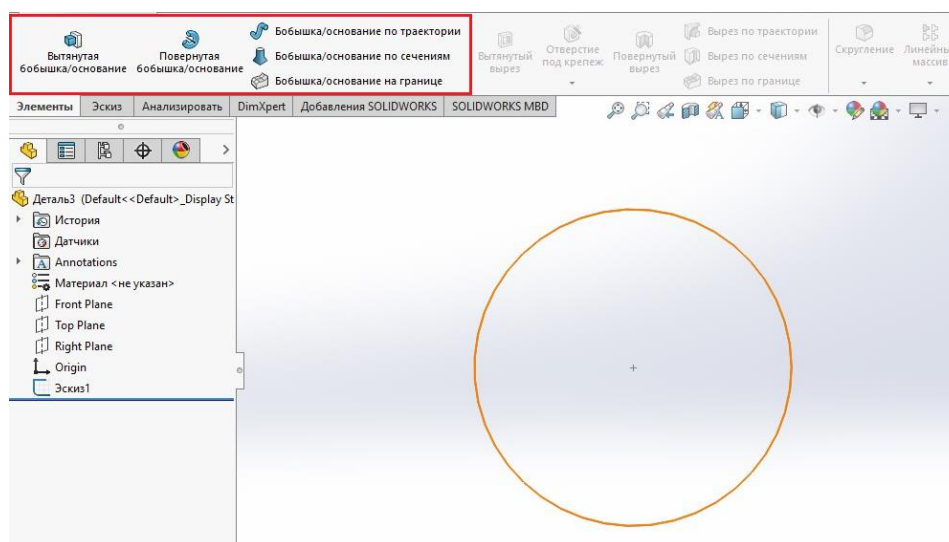 Вытянутая
бобышка/основание
Повернутая
бобышка/основание
Бобышка/основание по траектории
Бобышка/основание по сечениям
Бобышка/основание на границе
Вытянутый
вырез
Отверстие
под крепеж
Повернутый
вырез
Вырез по траектории
Вырез по сечениям
Вырез по границе
Скругление
Линейны
массив
Элементы
Эскиз
Анализировать
DimXpert
Добавления SOLIDWORKS
SOLIDWORKS MBD
Деталь3 (Default<<Default>_Display St
История
Датчики
A Annotations
Материал <не указан>
Front Plane
Top Plane
Right Plane
Origin
Эскиз1